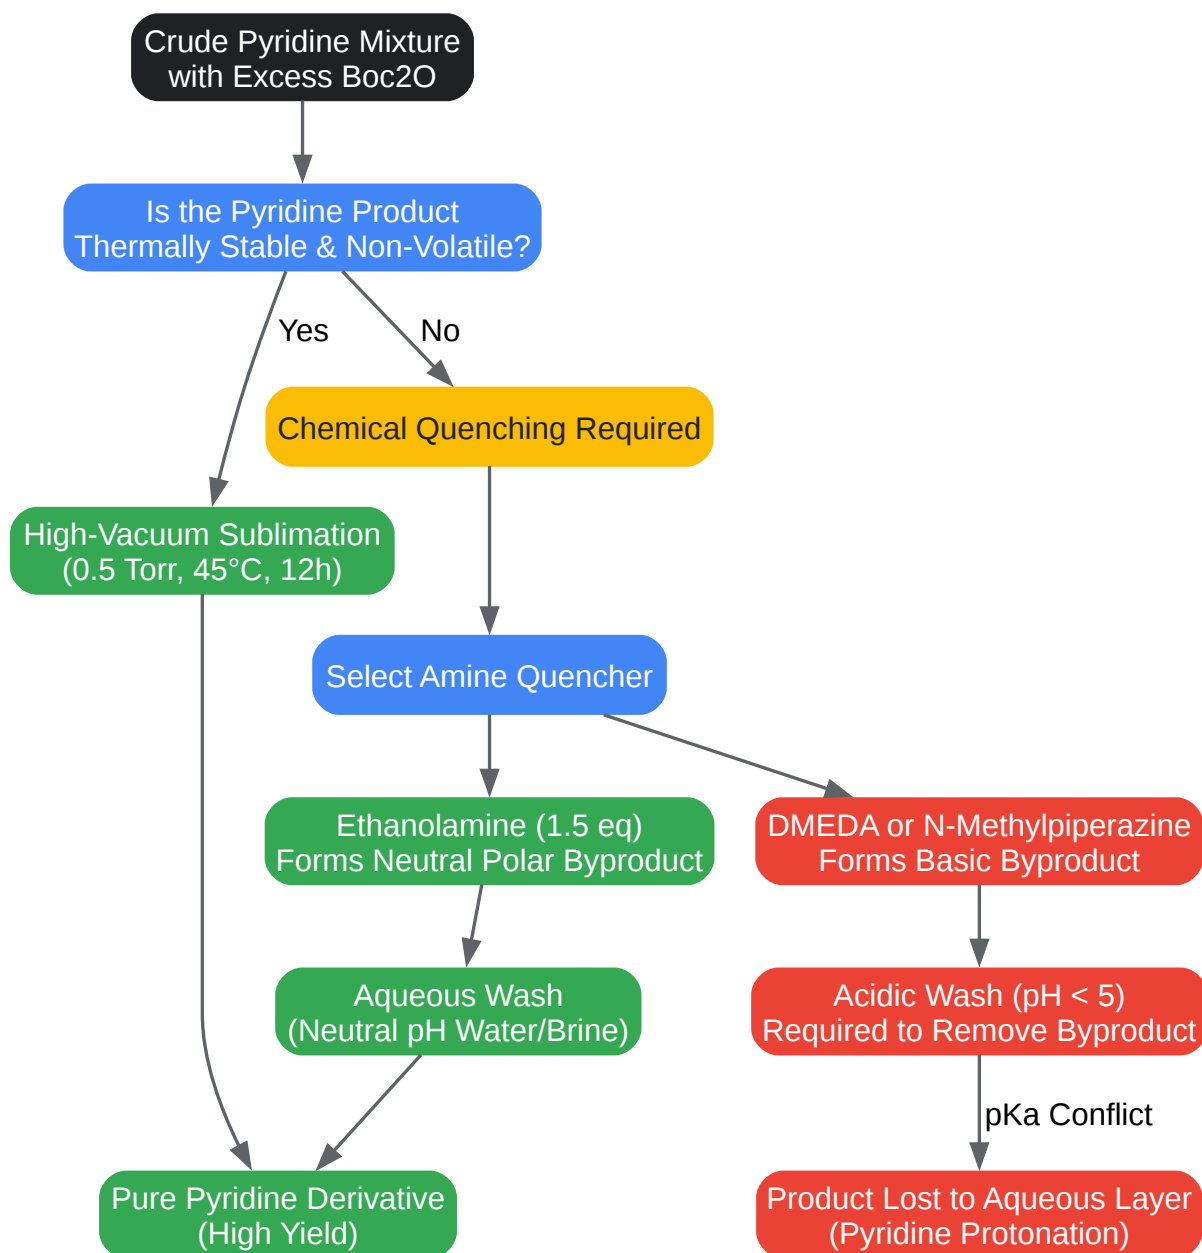 Crude Pyridine Mixture
with Excess Boc2O
Is the Pyridine Product
Thermally Stable & Non-Volatile?
Yes
No
Chemical Quenching Required
High-Vacuum Sublimation
(0.5 Torr, 45°C, 12h)
Select Amine Quencher
Ethanolamine (1.5 eq)
Forms Neutral Polar Byproduct
DMEDA or N-Methylpiperazine
Forms Basic Byproduct
Aqueous Wash
(Neutral pH Water/Brine)
Acidic Wash (pH < 5)
Required to Remove Byproduct
pKa Conflict
Pure Pyridine Derivative
(High Yield)
Product Lost to Aqueous Layer
(Pyridine Protonation)